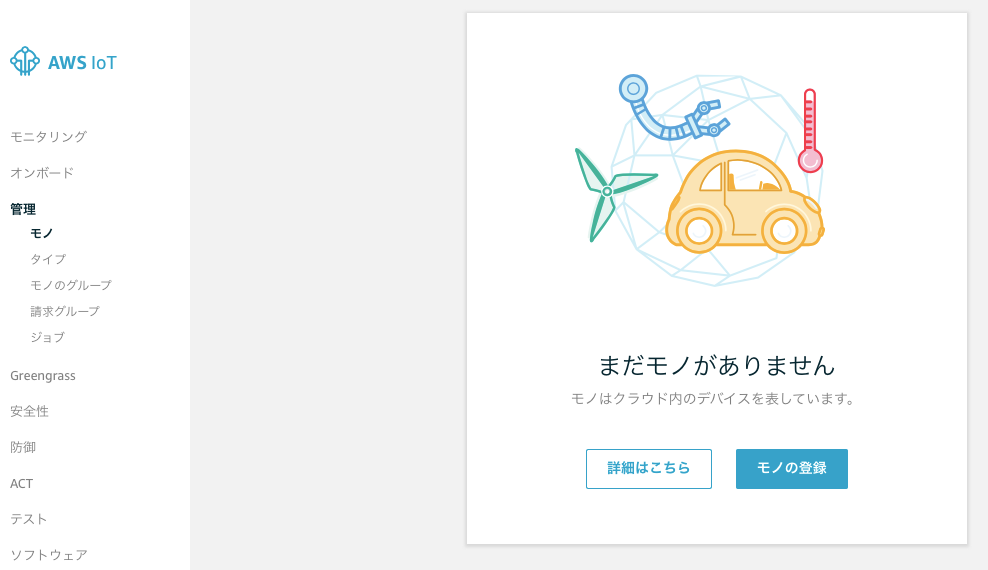 AWS IoT
モニタリング
オンボード
管理
モノ
タイプ
モノのグループ
請求グループ
ジョブ
Greengrass
安全性
防御
ACT
テスト
ソフトウェア
まだモノがありません
モノはクラウド内のデバイスを表しています。
詳細はこちら
モノの登録